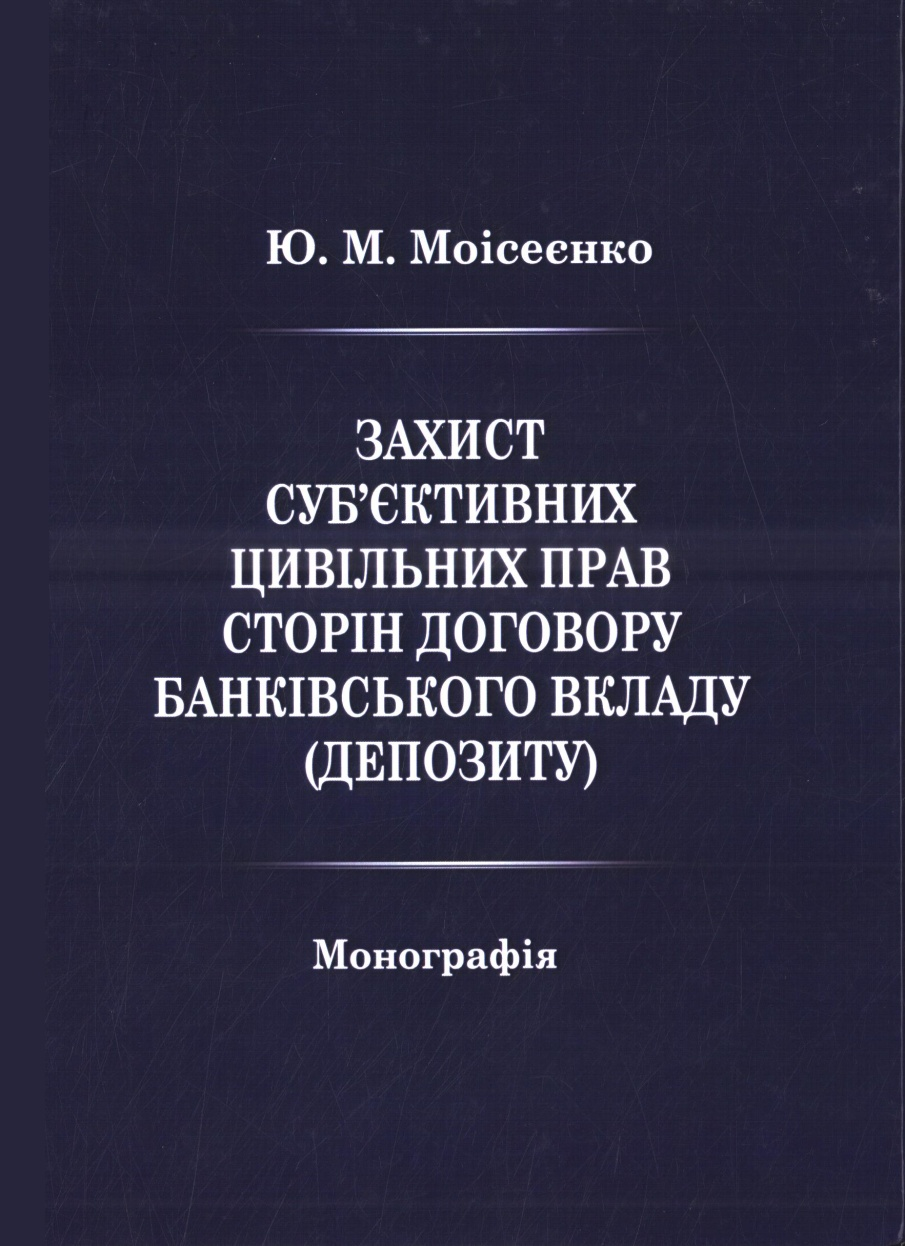 Ю. М. Моісеєнко
ЗАХИСТ
СУБ’ЄКТИВНИХ
ЦИВІЛЬНИХ ПРАВ
СТОРІН ДОГОВОРУ
БАНКІВСЬКОГО ВКЛАДУ
(ДЕПОЗИТУ)
Монографія